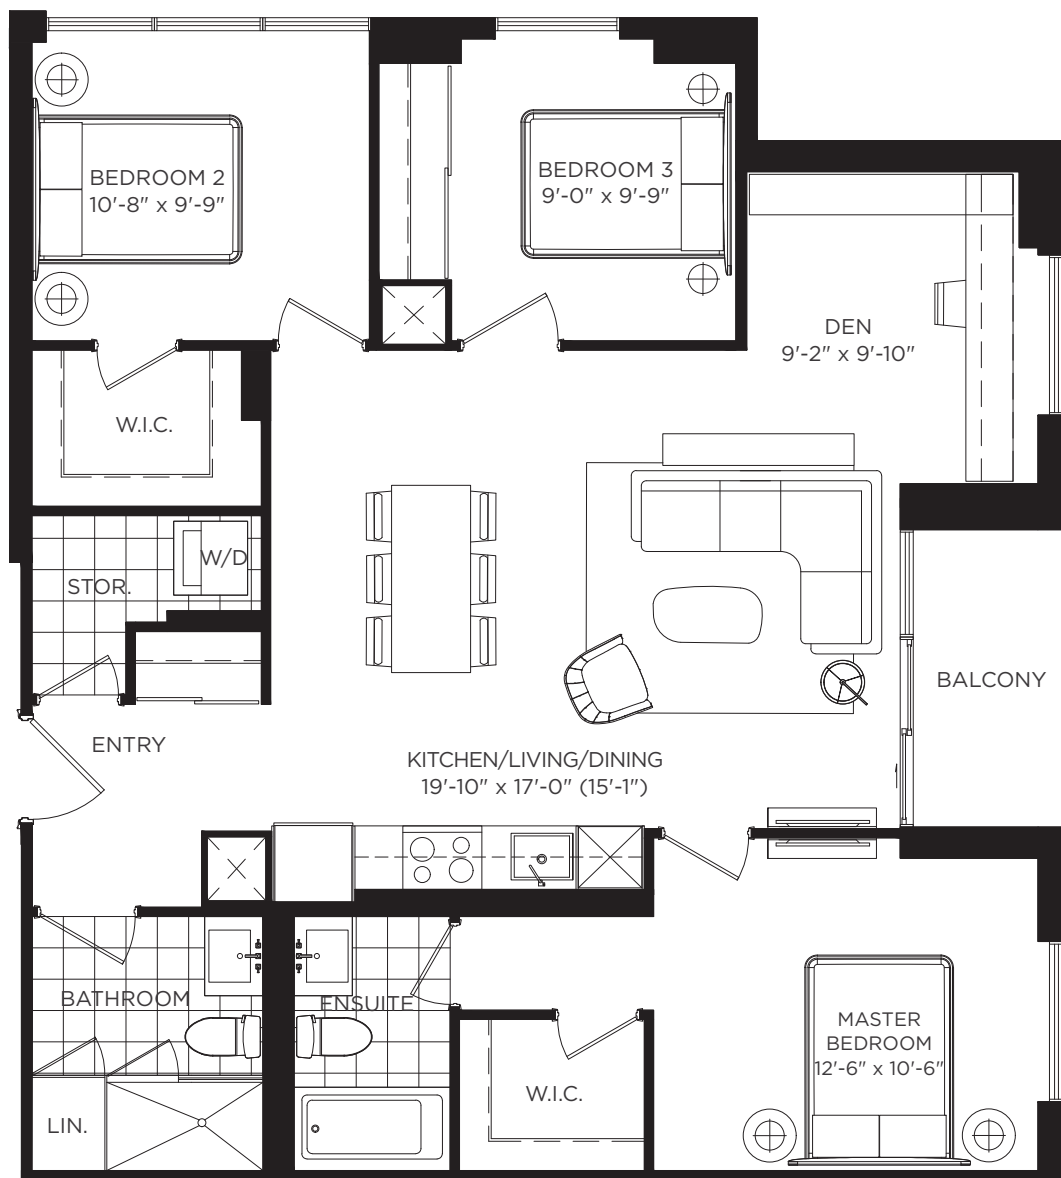 BEDROOM 2
10'-8" x 9'-9"
BEDROOM 3
9'-0" x 9'-9"
DEN
9'-2" x 9'-10"
W.I.C.
W/D
STOR.
BALCONY
ENTRY
KITCHEN/LIVING/DINING
19'-10" x 17'-0" (15'-1")
BATHROOM
ENSUITE
MASTER
BEDROOM
12'-6" x 10'-6"
W.I.C.
LIN.